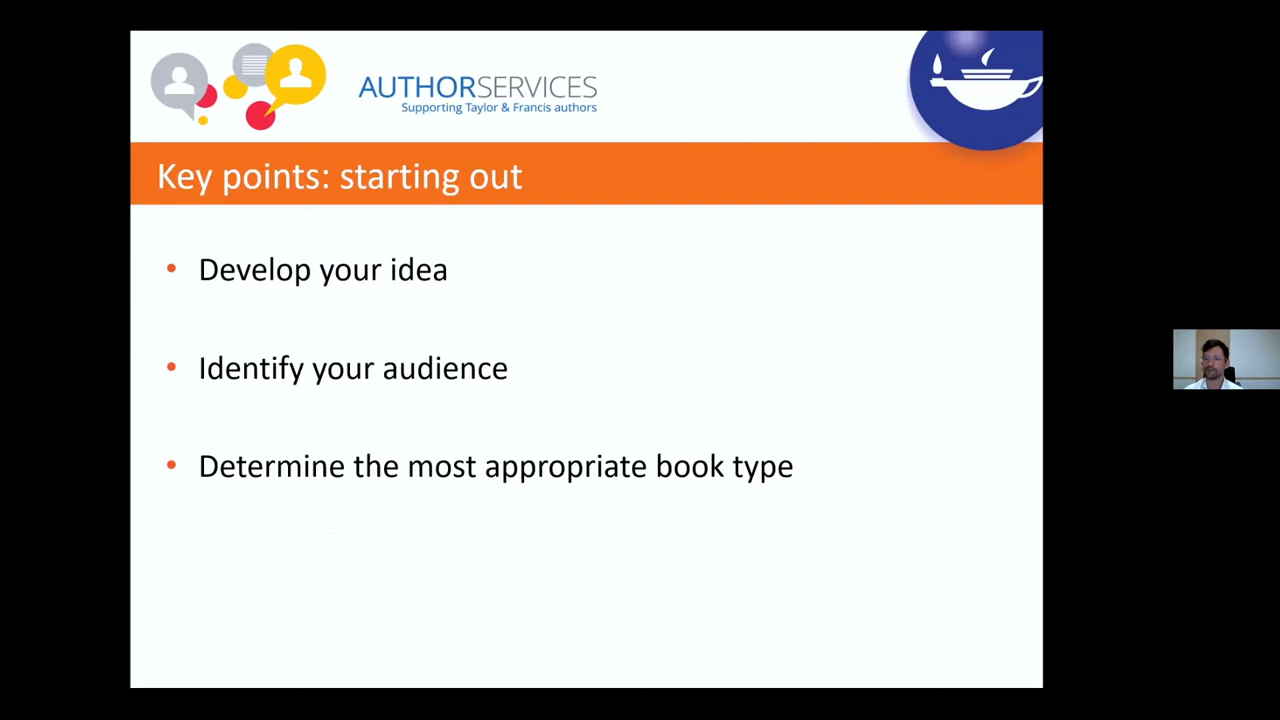 AUTHORSERVICES
Supporting Taylor & Francis authors
Key points: starting out
• Develop your idea
• Identify your audience
• Determine the most appropriate book type